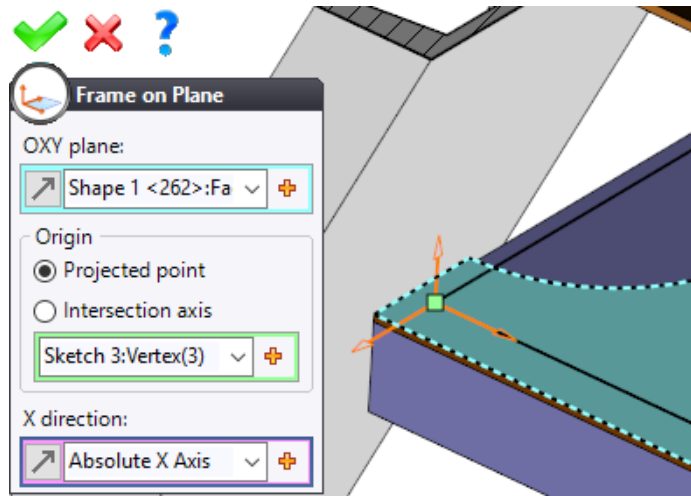 ?
Frame on Plane
OXY plane:
Shape 1 <262>:Fa
Origin
Projected point
Intersection axis
Sketch 3:Vertex(3)
X direction:
Absolute X Axis